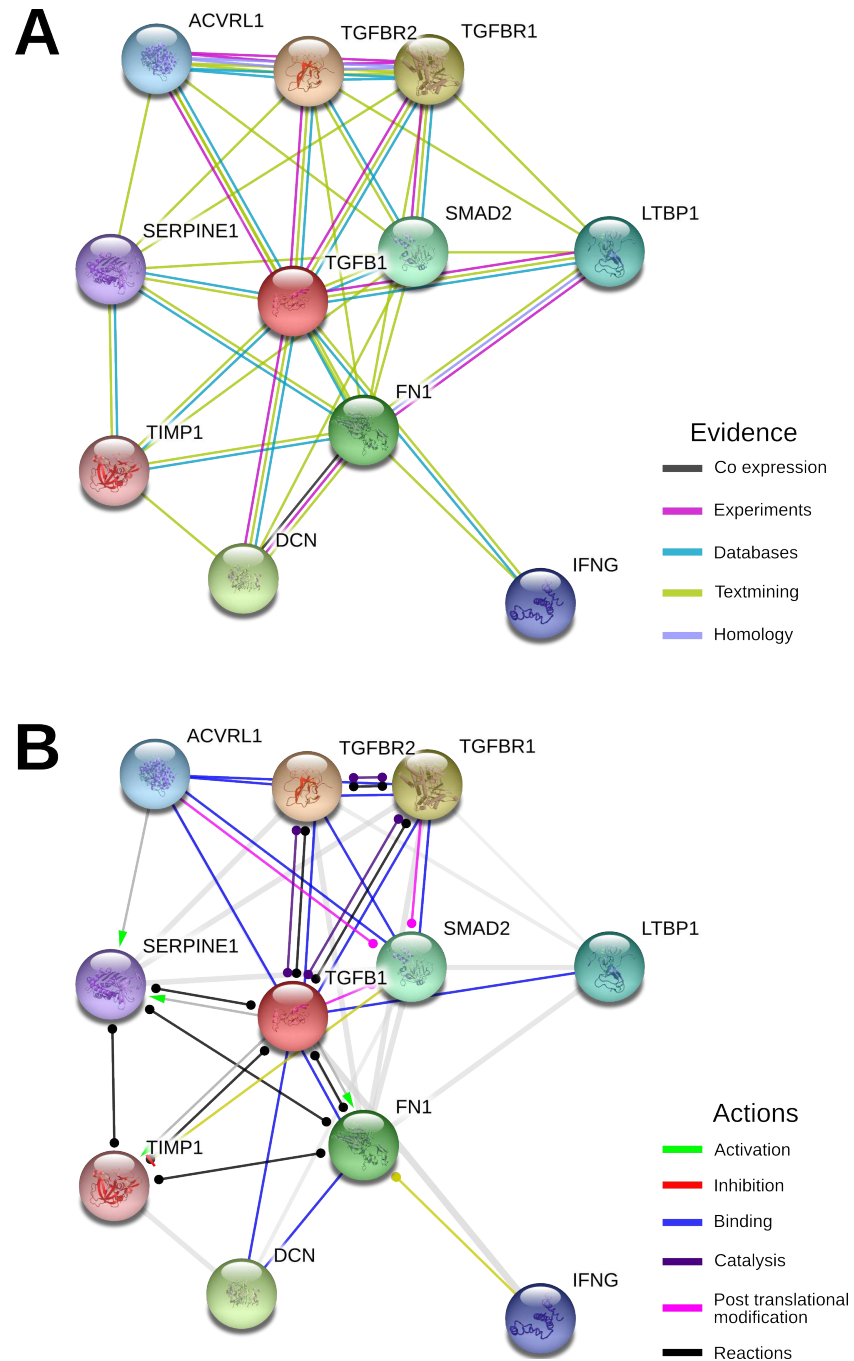 A
ACVRL1
TGFBR2
TGFBR1
SMAD2
LTBP1
SERPINE1
TGFB1
FN1
TIMP1
DCN
IFNG
Evidence
Co expression
Experiments
Databases
Textmining
Homology
B
ACVRL1
TGFBR2
TGFBR1
SMAD2
LTBP1
SERPINE1
TGFB1
FN1
TIMP1
DCN
IFNG
Actions
Activation
Inhibition
Binding
Catalysis
Post translational
modification
Reactions